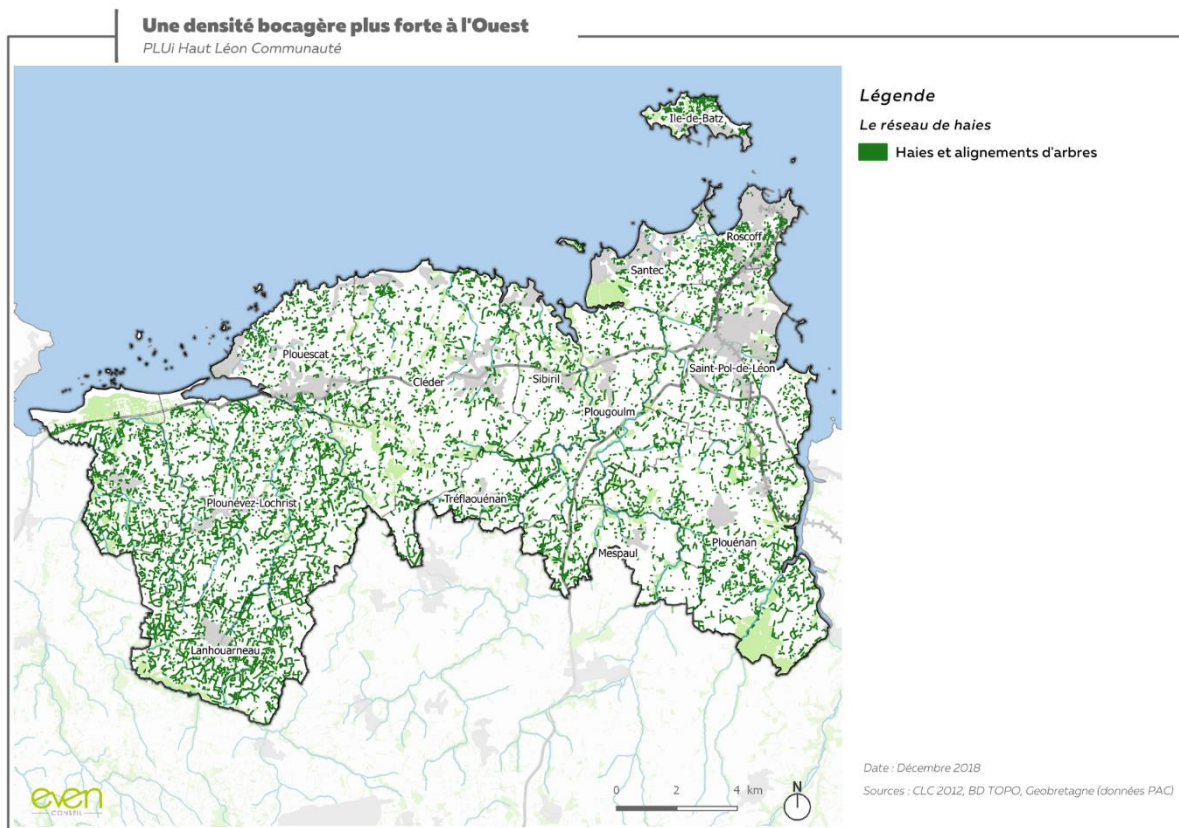 Une densité bocagère plus forte à l'Ouest
PLUi Haut Léon Communauté
Légende
Le réseau de haies
Haies et alignements d'arbres
Ile-de-Batz
Roscoff
Santec
Plouescat
Cléder
Sibiril
Saint-Pol-de-Léon
Plougoulm
Plounévez-Lochrist
Tréflaouénan
Mespaul
Plouénan
Lanhouarneau
Date : Décembre 2018
Sources : CLC 2012, BD TOPO, Geobretagne (données PAC)
0 2 4 km
N
even
CONSEIL